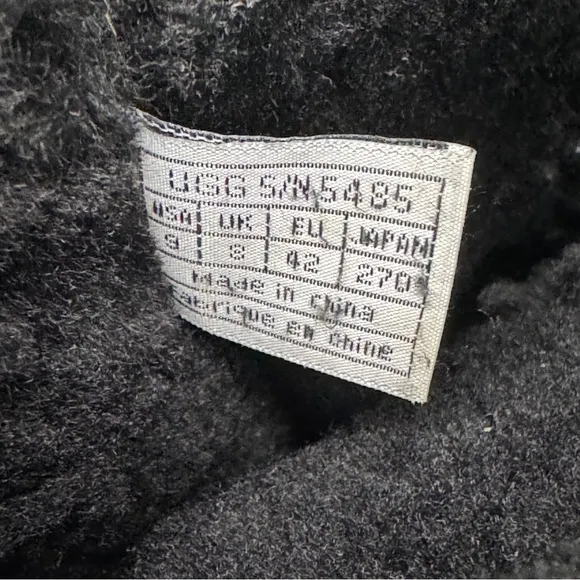 UGG S/N 5485
USA UK EU JAPAN
9 8 42 270
Made in China
Fabriqué en Chine